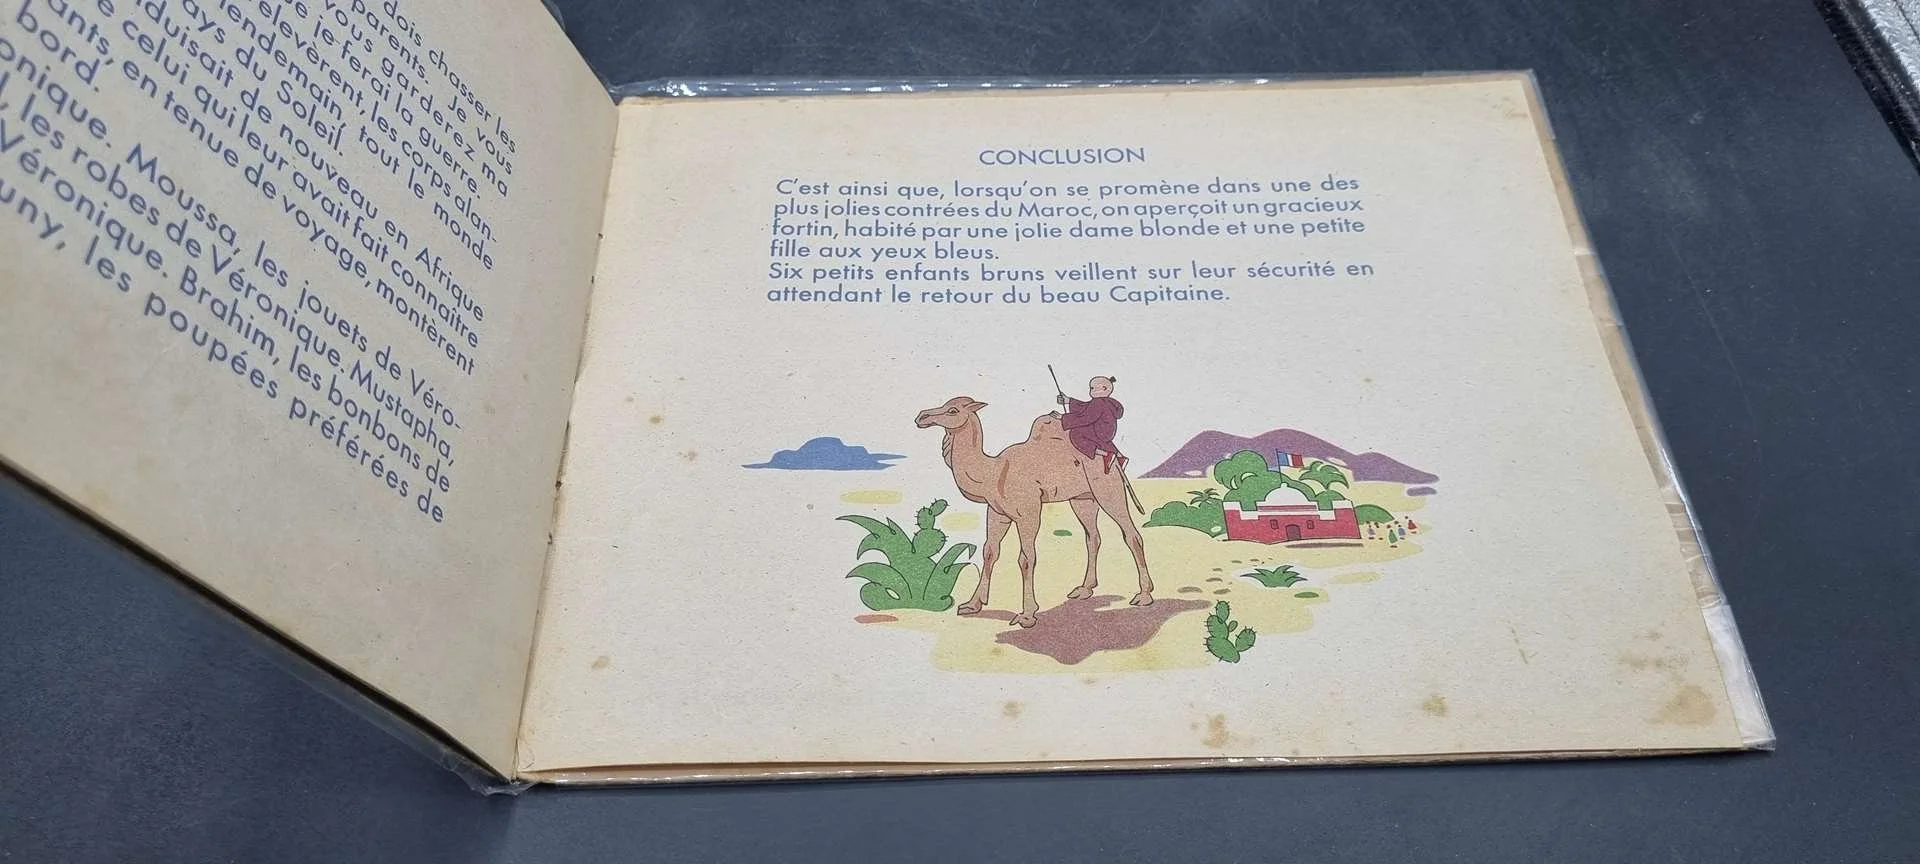 dois chasser les
parents. Je vous
vous garderez ma
je ferai la guerre.
elevèrent, les corps alan-
lendemain, tout le monde
ays du Soleil.
duisait de nouveau en Afrique
celui qui leur avait fait connaître
ants, en tenue de voyage, montèrent
bord.
onique. Moussa, les jouets de Véro-
les robes de Véronique. Mustapha,
Véronique. Brahim, les bonbons de
uny, les poupées préférées de
CONCLUSION
C'est ainsi que, lorsqu'on se promène dans une des
plus jolies contrées du Maroc, on aperçoit un gracieux
fortin, habité par une jolie dame blonde et une petite
fille aux yeux bleus.
Six petits enfants bruns veillent sur leur sécurité en
attendant le retour du beau Capitaine.